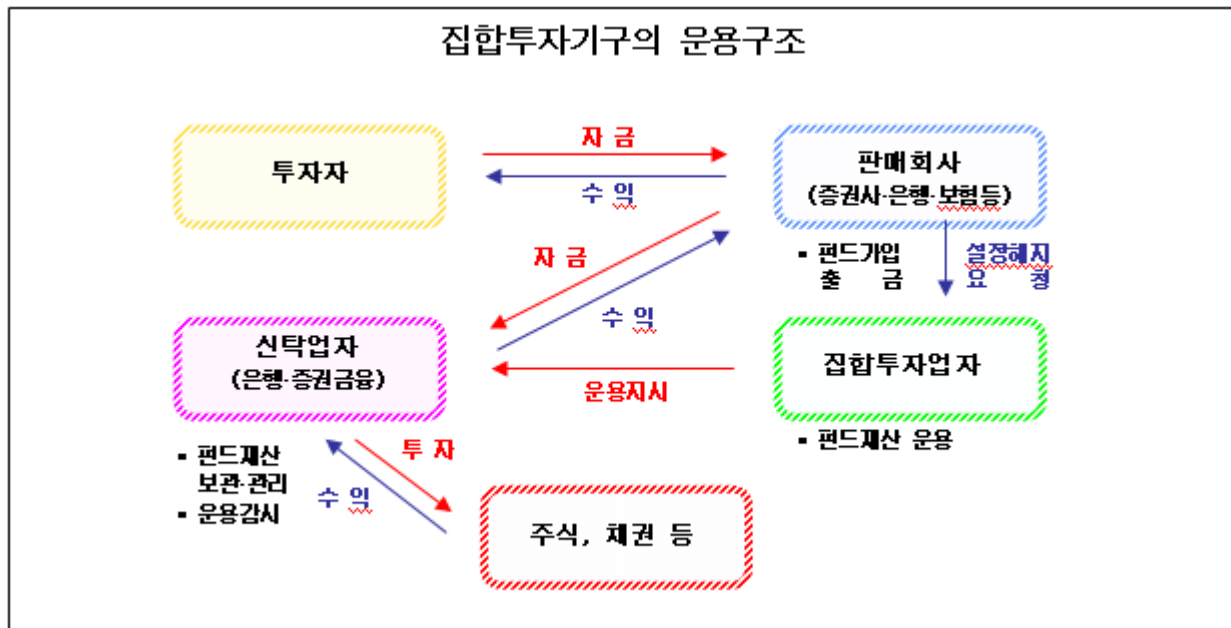 집합투자기구의 운용구조
투자자
자 금
수 익
판매회사
(증권사·은행·보험등)
자 금
수 익
▪ 펀드가입
출 금
설정해지
요 청
신탁업자
(은행·증권금융)
운용지시
집합투자업자
▪ 펀드재산 운용
▪ 펀드재산
보관·관리
▪ 운용감시
투 자
수 익
주식, 채권 등